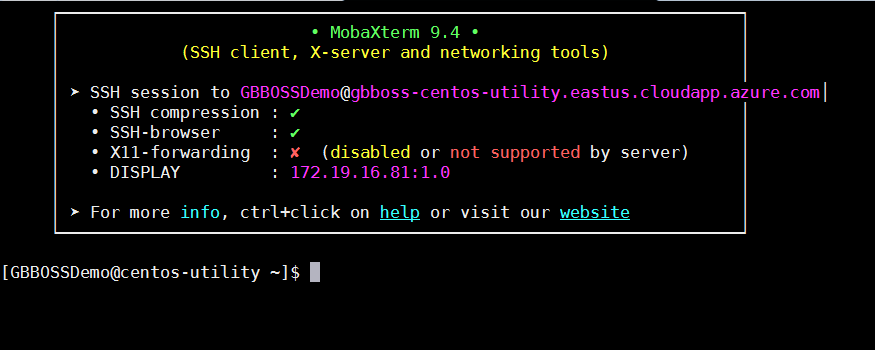 • MobaXterm 9.4 •
(SSH client, X-server and networking tools)
➤ SSH session to GBBOSSDemo@gbboss-centos-utility.eastus.cloudapp.azure.com
• SSH compression : ✔
• SSH-browser     : ✔
• X11-forwarding  : ✘  (disabled or not supported by server)
• DISPLAY         : 172.19.16.81:1.0
➤ For more info, ctrl+click on help or visit our website
[GBBOSSDemo@centos-utility ~]$